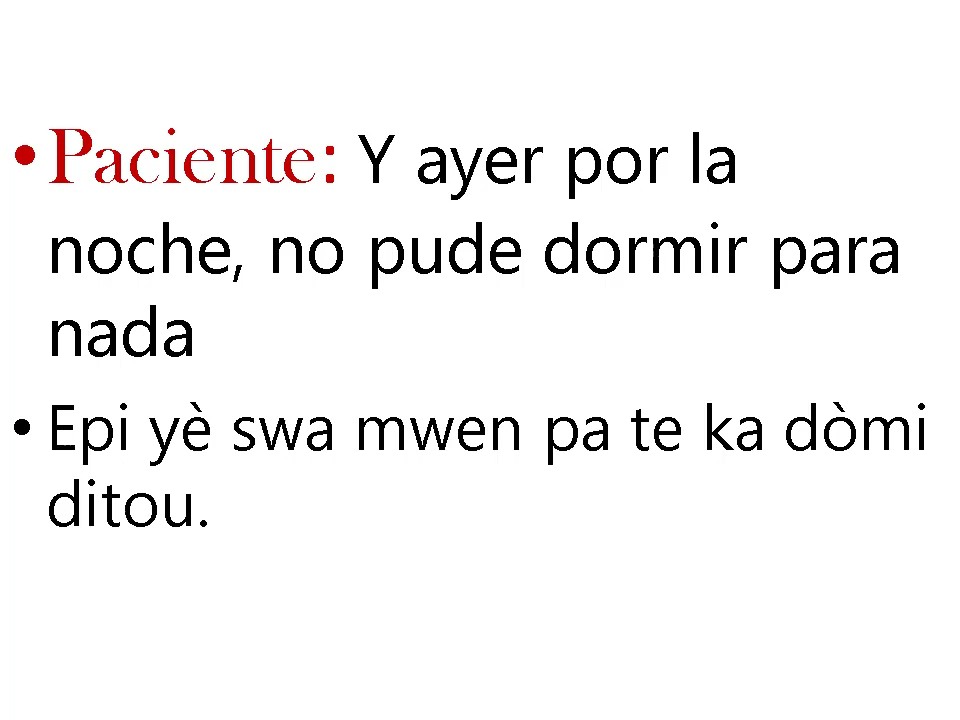 • Paciente: Y ayer por la
noche, no pude dormir para
nada
• Epi yè swa mwen pa te ka dòmi
ditou.